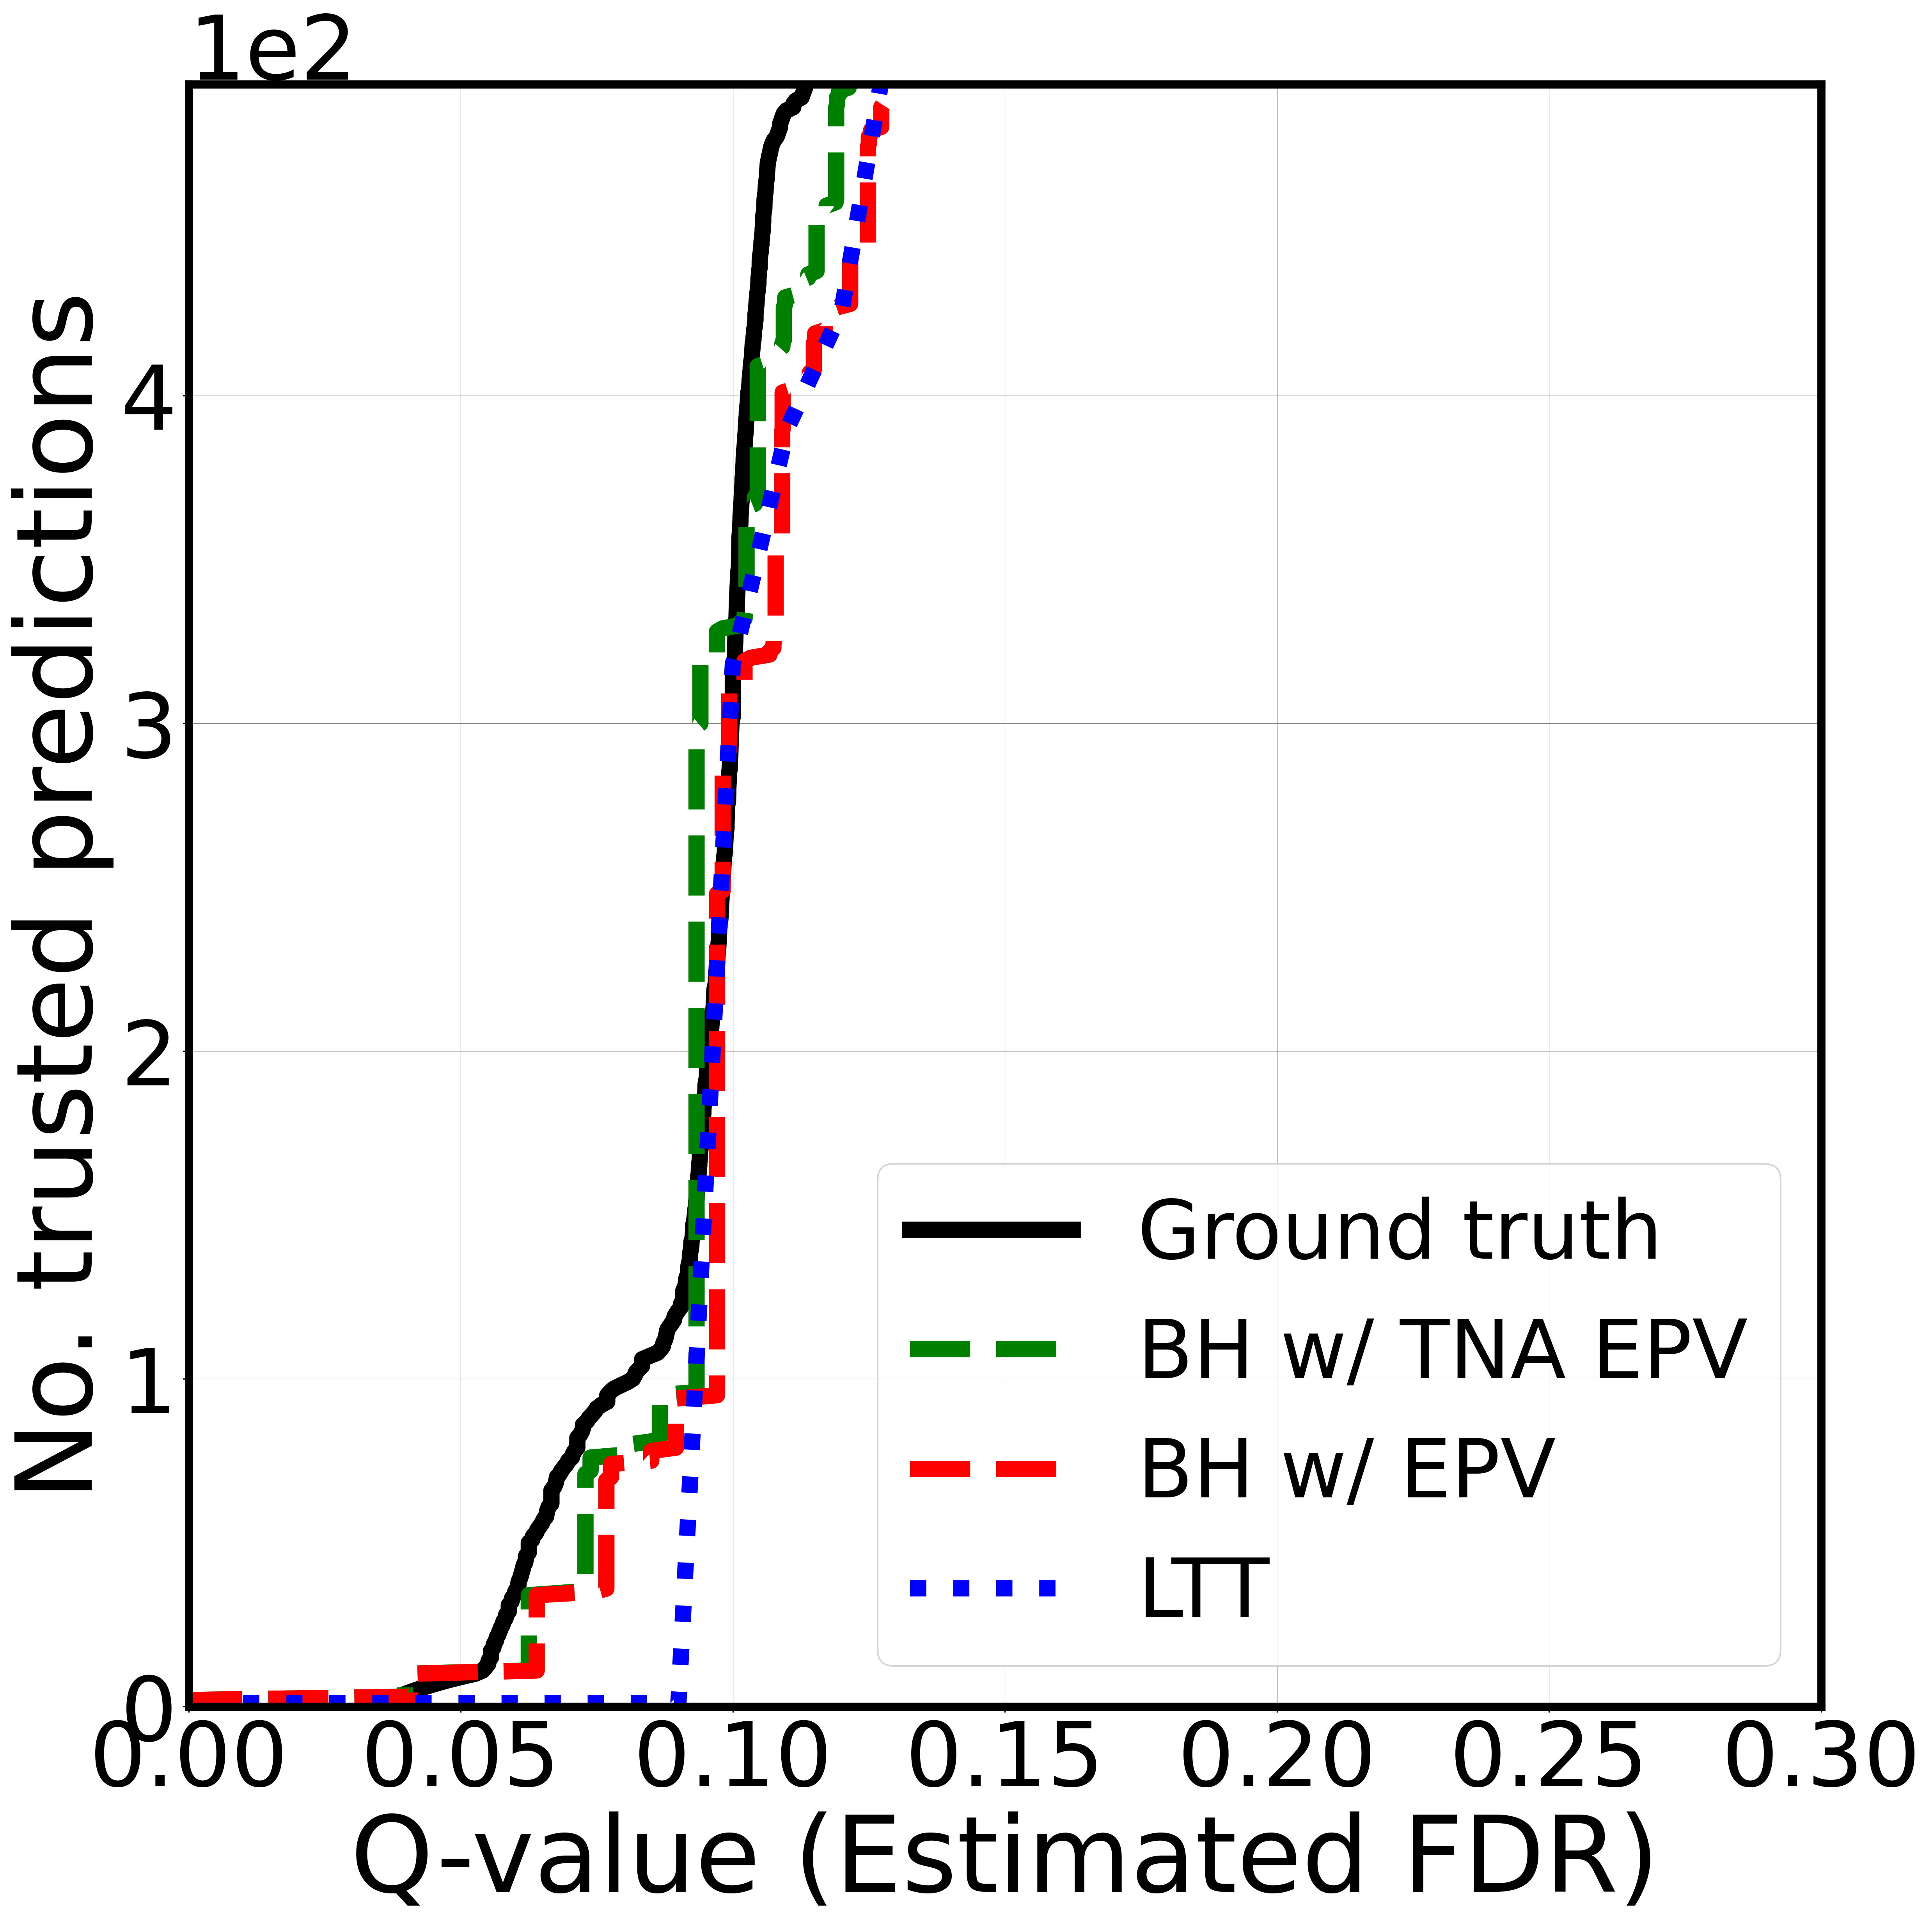 1e2
No. trusted predictions
4
3
2
1
0
Ground truth
BH w/ TNA EPV
BH w/ EPV
LTT
0.00 0.05 0.10 0.15 0.20 0.25 0.30
Q-value (Estimated FDR)